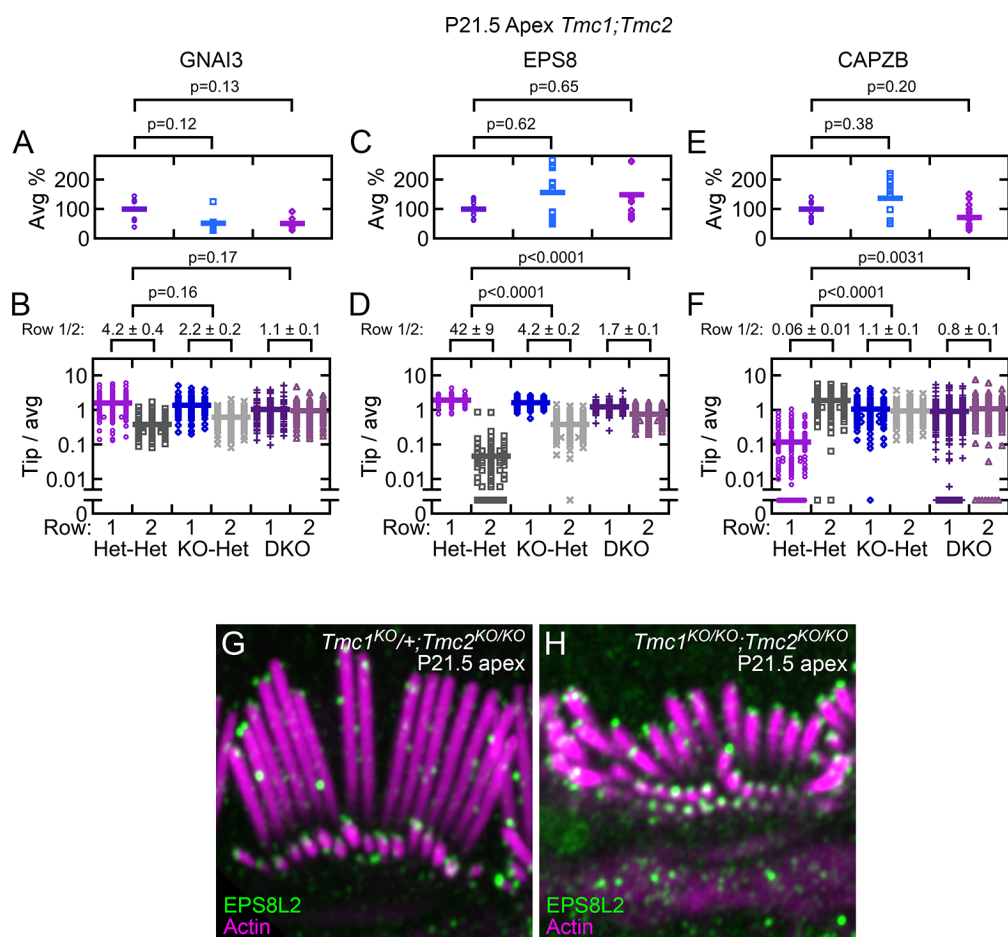 P21.5 Apex Tmc1;Tmc2
GNAI3
EPS8
CAPZB
p=0.13
p=0.65
p=0.20
p=0.12
p=0.62
p=0.38
A
C
E
Avg %
200
100
0
Avg %
200
100
0
Avg %
200
100
0
p=0.17
p<0.0001
p=0.0031
p=0.16
p<0.0001
p<0.0001
B
D
F
Row 1/2: 4.2 ± 0.4 2.2 ± 0.2 1.1 ± 0.1
Row 1/2: 42 ± 9 4.2 ± 0.2 1.7 ± 0.1
Row 1/2: 0.06 ± 0.01 1.1 ± 0.1 0.8 ± 0.1
Tip / avg
10
1
0.1
0.01
0
Tip / avg
10
1
0.1
0.01
0
Tip / avg
10
1
0.1
0.01
0
Row: 1 2 1 2 1 2
Het-Het KO-Het DKO
Row: 1 2 1 2 1 2
Het-Het KO-Het DKO
Row: 1 2 1 2 1 2
Het-Het KO-Het DKO
G
Tmc1KO/+;Tmc2KO/KO
P21.5 apex
EPS8L2
Actin
H
Tmc1KO/KO;Tmc2KO/KO
P21.5 apex
EPS8L2
Actin